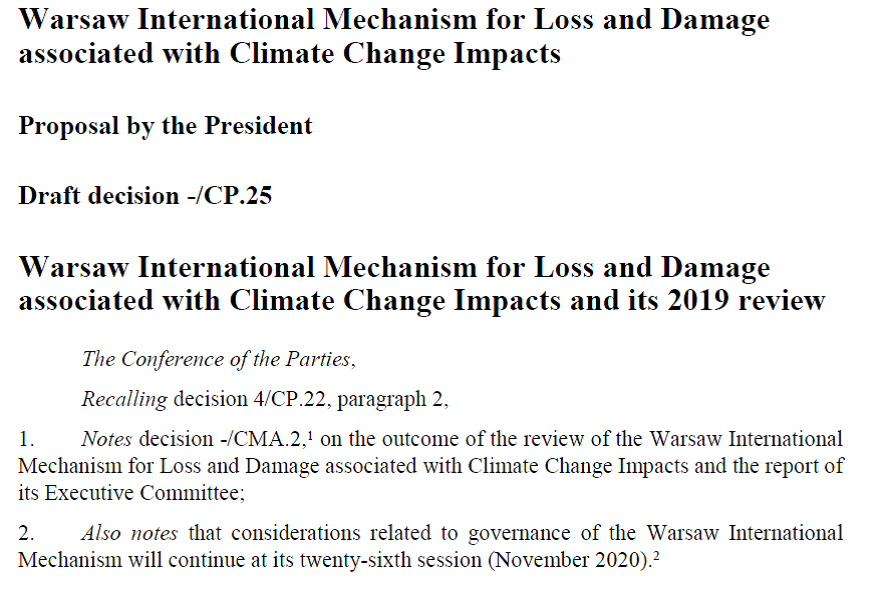 Warsaw International Mechanism for Loss and Damage
associated with Climate Change Impacts
Proposal by the President
Draft decision -/CP.25
Warsaw International Mechanism for Loss and Damage
associated with Climate Change Impacts and its 2019 review
The Conference of the Parties,
Recalling decision 4/CP.22, paragraph 2,
1. Notes decision -/CMA.2,¹ on the outcome of the review of the Warsaw International
Mechanism for Loss and Damage associated with Climate Change Impacts and the report of
its Executive Committee;
2. Also notes that considerations related to governance of the Warsaw International
Mechanism will continue at its twenty-sixth session (November 2020).²